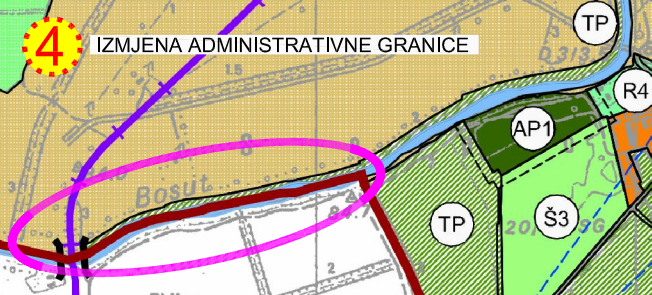 4 IZMJENA ADMINISTRATIVNE GRANICE
TP
R4
AP1
Bosut
TP
Š3